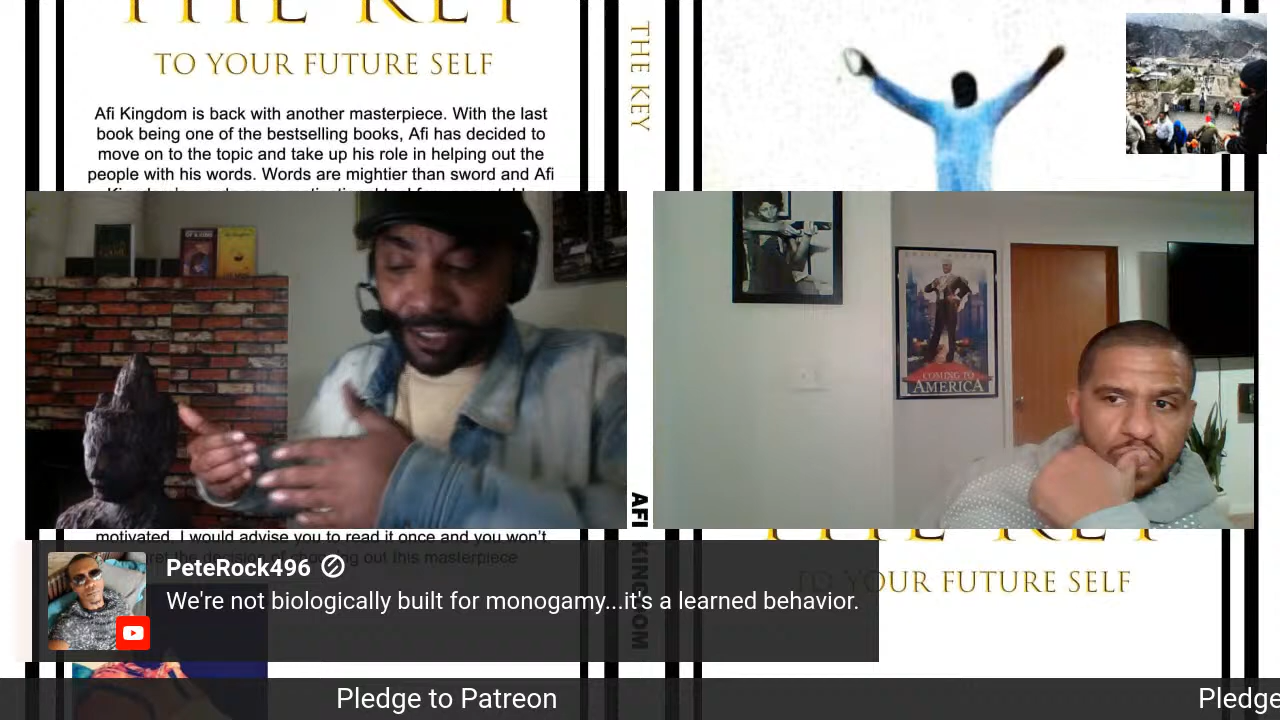 THE KEY
TO YOUR FUTURE SELF
Afi Kingdom is back with another masterpiece. With the last
book being one of the bestselling books, Afi has decided to
move on to the topic and take up his role in helping out the
people with his words. Words are mightier than sword and Afi
THE KEY
COMING TO
AMERICA
AFI KINGDOM
motivated. I would advise you to read it once and you won't
THE KEY
TO YOUR FUTURE SELF
PeteRock496
We're not biologically built for monogamy...it's a learned behavior.
Pledge to Patreon
Pledge